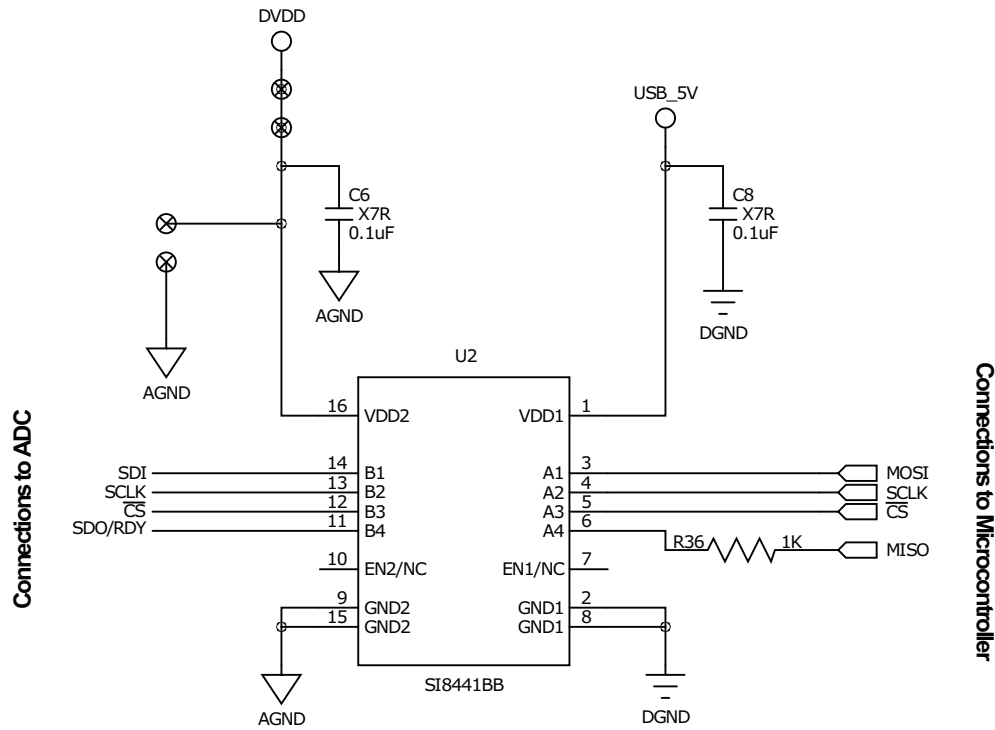 DVDD
USB_5V
C6
X7R
0.1uF
C8
X7R
0.1uF
AGND
DGND
AGND
U2
16 VDD2 VDD1 1
Connections to ADC
Connections to Microcontroller
SDI 14 B1 A1 3 MOSI
SCLK 13 B2 A2 4 SCLK
C̅S̅ 12 B3 A3 5 C̅S̅
SDO/RDY 11 B4 A4 6
R36 1K MISO
10 EN2/NC EN1/NC 7
9 GND2 GND1 2
15 GND2 GND1 8
SI8441BB
AGND
DGND